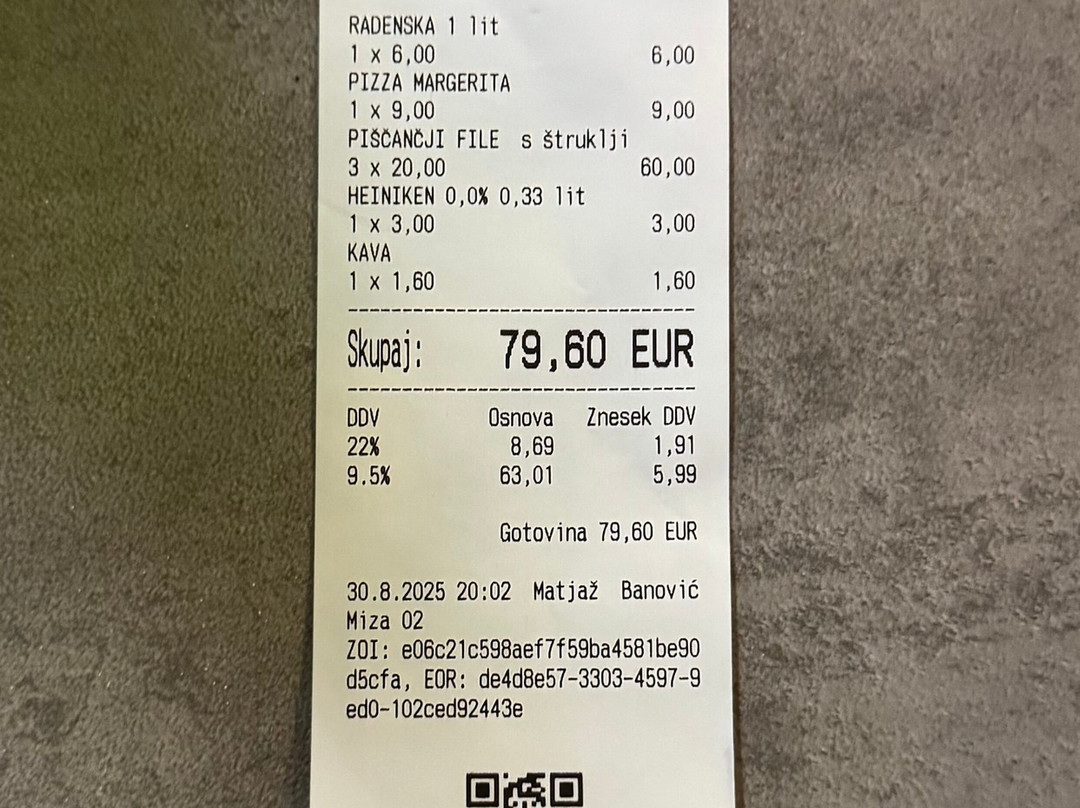 RADENSKA 1 lit
1 x 6,00 6,00
PIZZA MARGERITA
1 x 9,00 9,00
PIŠČANČJI FILE s štruklji
3 x 20,00 60,00
HEINIKEN 0,0% 0,33 lit
1 x 3,00 3,00
KAVA
1 x 1,60 1,60
Skupaj: 79,60 EUR
DDV Osnova Znesek DDV
22% 8,69 1,91
9.5% 63,01 5,99
Gotovina 79,60 EUR
30.8.2025 20:02 Matjaž Banović
Miza 02
ZOI: e06c21c598aef7f59ba4581be90
d5cfa, EOR: de4d8e57-3303-4597-9
ed0-102ced92443e